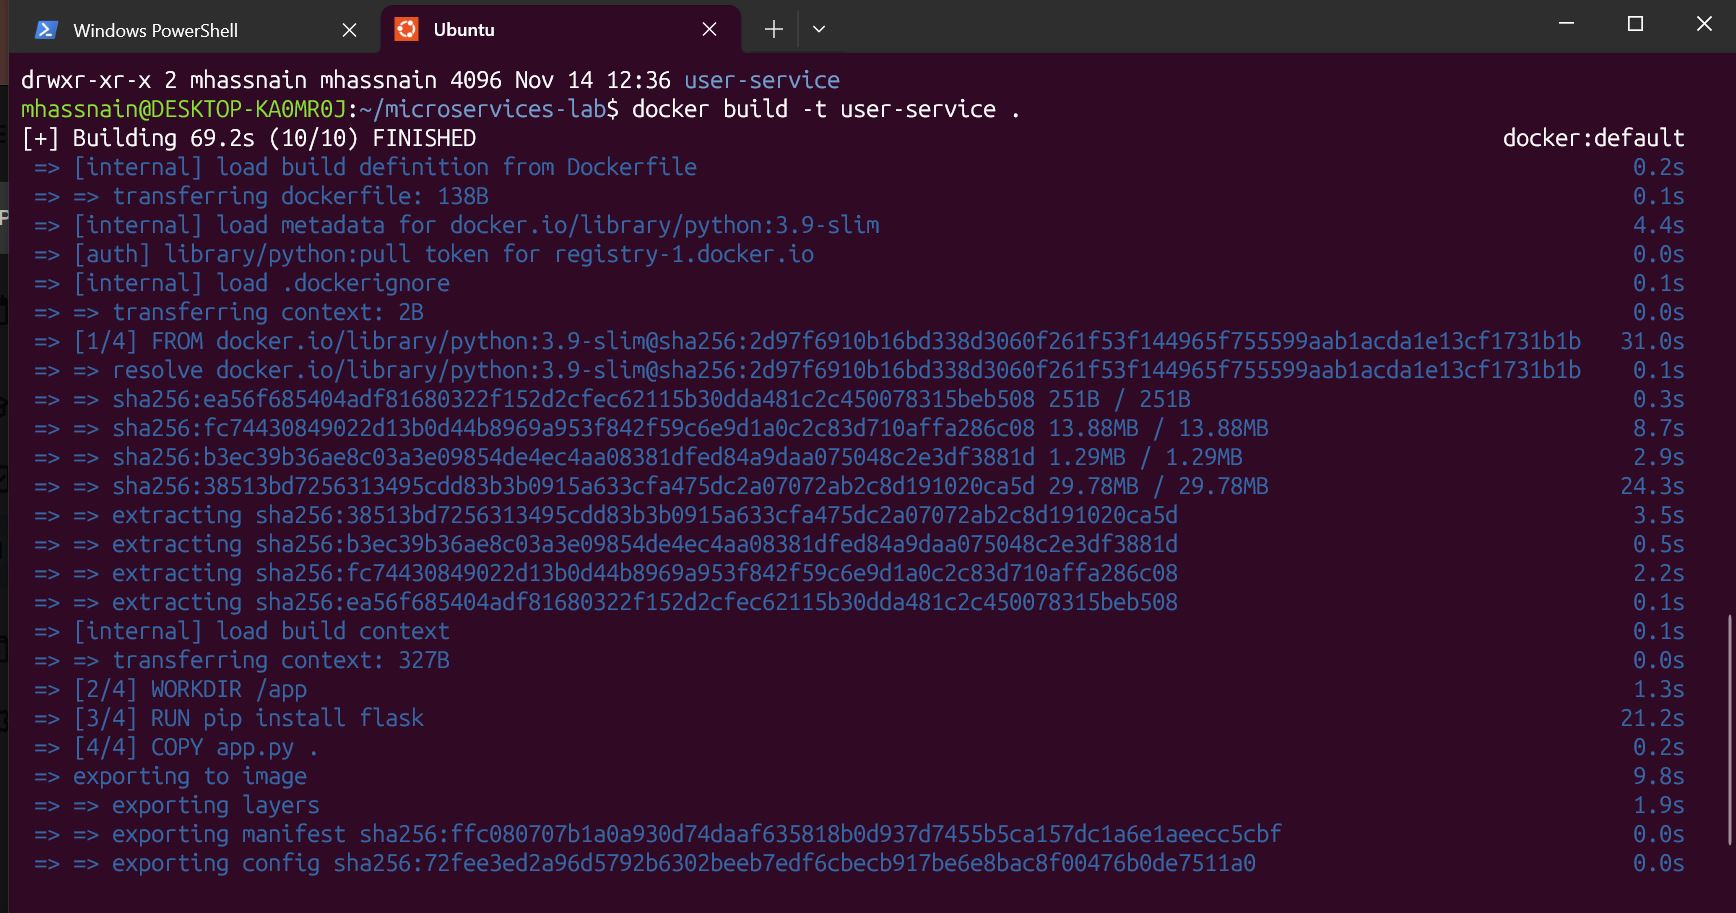 Windows PowerShell
Ubuntu
drwxr-xr-x 2 mhassnain mhassnain 4096 Nov 14 12:36 user-service
mhassnain@DESKTOP-KA0MR0J:~/microservices-lab$ docker build -t user-service .
[+] Building 69.2s (10/10) FINISHED docker:default
=> [internal] load build definition from Dockerfile 0.2s
=> => transferring dockerfile: 138B 0.1s
=> [internal] load metadata for docker.io/library/python:3.9-slim 4.4s
=> [auth] library/python:pull token for registry-1.docker.io 0.0s
=> [internal] load .dockerignore 0.1s
=> => transferring context: 2B 0.0s
=> [1/4] FROM docker.io/library/python:3.9-slim@sha256:2d97f6910b16bd338d3060f261f53f144965f755599aab1acda1e13cf1731b1b 31.0s
=> => resolve docker.io/library/python:3.9-slim@sha256:2d97f6910b16bd338d3060f261f53f144965f755599aab1acda1e13cf1731b1b 0.1s
=> => sha256:ea56f685404adf81680322f152d2cfec62115b30dda481c2c450078315beb508 251B / 251B 0.3s
=> => sha256:fc74430849022d13b0d44b8969a953f842f59c6e9d1a0c2c83d710affa286c08 13.88MB / 13.88MB 8.7s
=> => sha256:b3ec39b36ae8c03a3e09854de4ec4aa08381dfed84a9daa075048c2e3df3881d 1.29MB / 1.29MB 2.9s
=> => sha256:38513bd7256313495cdd83b3b0915a633cfa475dc2a07072ab2c8d191020ca5d 29.78MB / 29.78MB 24.3s
=> => extracting sha256:38513bd7256313495cdd83b3b0915a633cfa475dc2a07072ab2c8d191020ca5d 3.5s
=> => extracting sha256:b3ec39b36ae8c03a3e09854de4ec4aa08381dfed84a9daa075048c2e3df3881d 0.5s
=> => extracting sha256:fc74430849022d13b0d44b8969a953f842f59c6e9d1a0c2c83d710affa286c08 2.2s
=> => extracting sha256:ea56f685404adf81680322f152d2cfec62115b30dda481c2c450078315beb508 0.1s
=> [internal] load build context 0.1s
=> => transferring context: 327B 0.0s
=> [2/4] WORKDIR /app 1.3s
=> [3/4] RUN pip install flask 21.2s
=> [4/4] COPY app.py . 0.2s
=> exporting to image 9.8s
=> => exporting layers 1.9s
=> => exporting manifest sha256:ffc080707b1a0a930d74daaf635818b0d937d7455b5ca157dc1a6e1aeecc5cbf 0.0s
=> => exporting config sha256:72fee3ed2a96d5792b6302beeb7edf6cbecb917be6e8bac8f00476b0de7511a0 0.0s